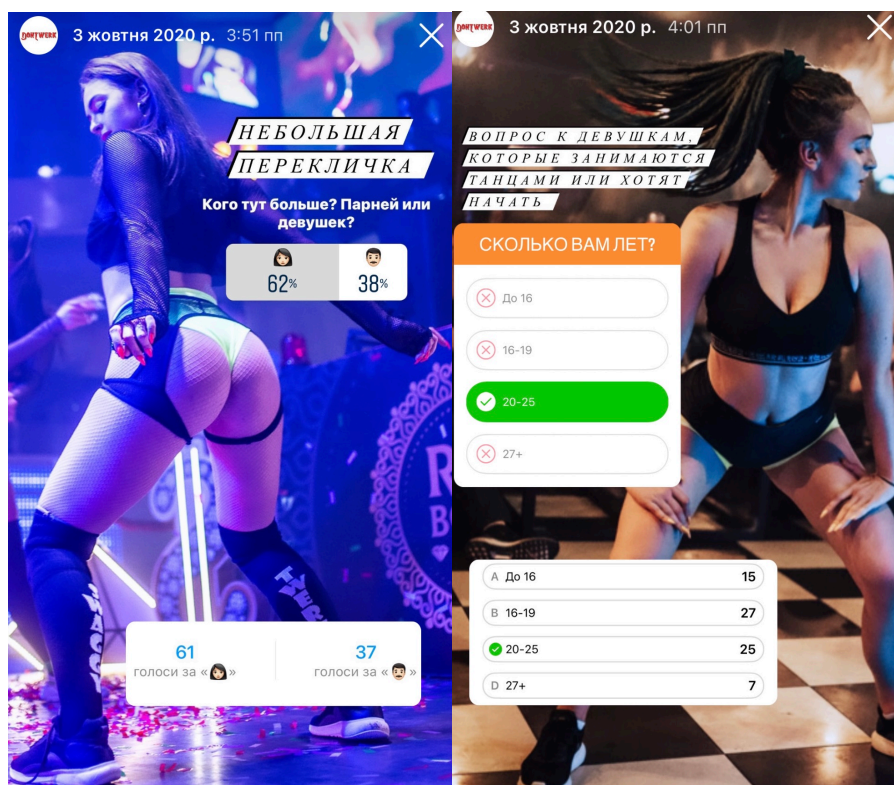 DONTWERK
3 жовтня 2020 р. 3:51 пп
НЕБОЛЬШАЯ
ПЕРЕКЛИЧКА
Кого тут больше? Парней или
девушек?
62% 38%
61 37
голоси за «👩🏻» голоси за «👨🏻»
DONTWERK
3 жовтня 2020 р. 4:01 пп
ВОПРОС К ДЕВУШКАМ,
КОТОРЫЕ ЗАНИМАЮТСЯ
ТАНЦАМИ ИЛИ ХОТЯТ
НАЧАТЬ
СКОЛЬКО ВАМ ЛЕТ?
До 16
16-19
20-25
27+
A До 16 15
B 16-19 27
20-25 25
D 27+ 7